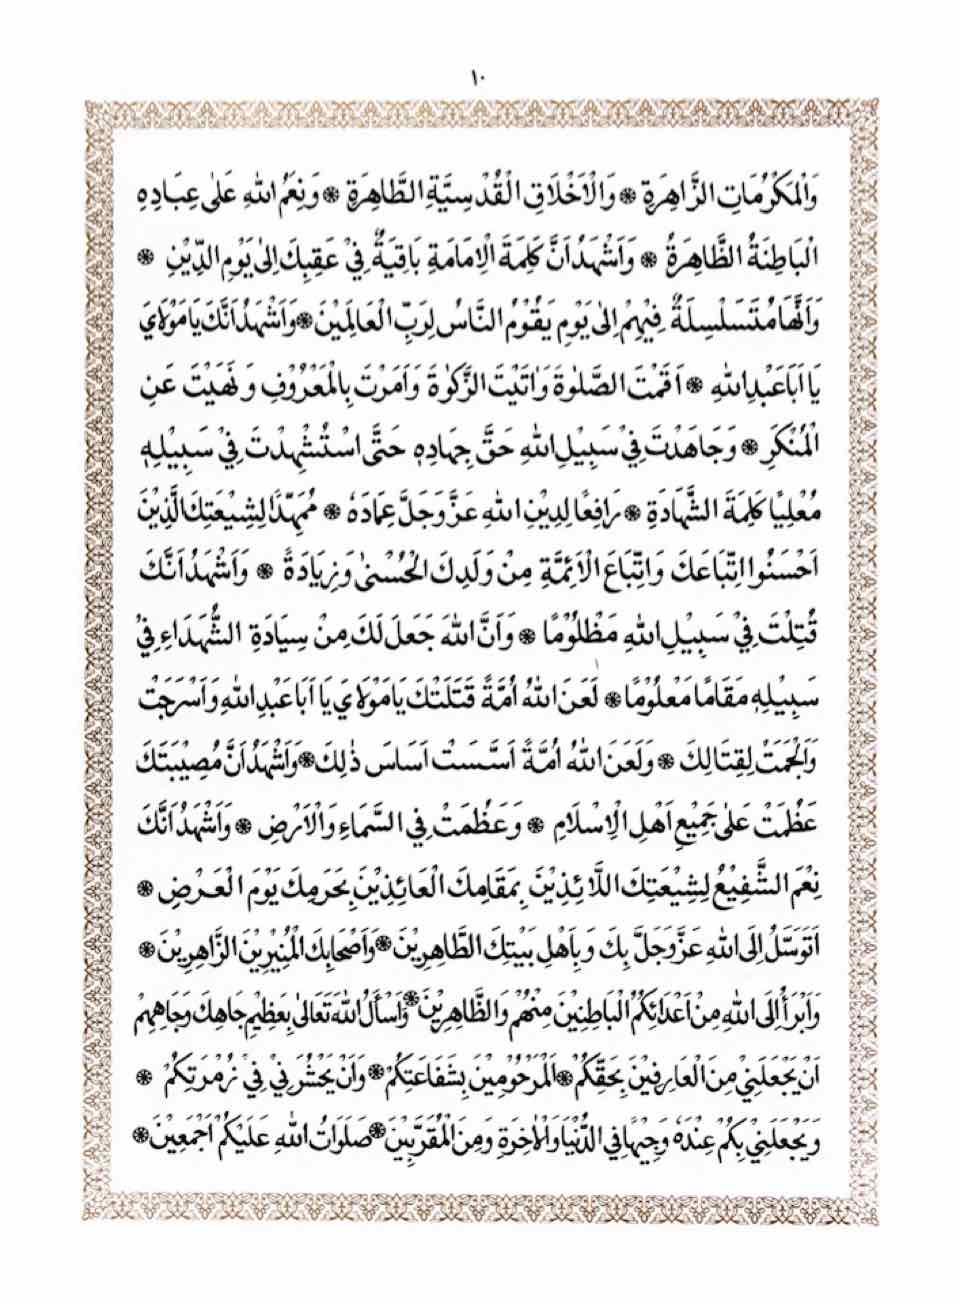 ١٠
وَالْمَكْرُمَاتِ الزَّاهِرَةِ ❋ وَالْاَخْلَاقِ الْقُدْسِيَّةِ الطَّاهِرَةِ ❋ وَنِعَمُ اللهِ عَلٰى عِبَادِهِ
الْبَاطِنَةُ الظَّاهِرَةُ ❋ وَاَشْهَدُ اَنَّ كَلِمَةَ الْاِمَامَةِ بَاقِيَةٌ فِيْ عَقِبِكَ اِلٰى يَوْمِ الدِّيْنِ ❋
وَاَنَّهَا مُتَسَلْسِلَةٌ فِيْهِمْ اِلٰى يَوْمِ يَقُوْمُ النَّاسُ لِرَبِّ الْعَالَمِيْنَ ❋ وَاَشْهَدُ اَنَّكَ يَا مَوْلَايَ
يَا اَبَا عَبْدِ اللهِ ❋ اَقَمْتَ الصَّلٰوةَ وَاٰتَيْتَ الزَّكٰوةَ وَاَمَرْتَ بِالْمَعْرُوْفِ وَنَهَيْتَ عَنِ
الْمُنْكَرِ ❋ وَجَاهَدْتَ فِيْ سَبِيْلِ اللهِ حَقَّ جِهَادِهٖ حَتَّى اسْتُشْهِدْتَ فِيْ سَبِيْلِهٖ
مُعْلِيًا كَلِمَةَ الشَّهَادَةِ ❋ رَافِعًا لِدِيْنِ اللهِ عَزَّ وَجَلَّ عِمَادَهٗ ❋ مُمَهِّدًا لِشِيْعَتِكَ الَّذِيْنَ
اَحْسَنُوا اتِّبَاعَكَ وَاتِّبَاعَ الْاَئِمَّةِ مِنْ وَلَدِكَ الْحُسْنٰى وَزِيَادَةً ❋ وَاَشْهَدُ اَنَّكَ
قُتِلْتَ فِيْ سَبِيْلِ اللهِ مَظْلُوْمًا ❋ وَاَنَّ اللهَ جَعَلَ لَكَ مِنْ سِيَادَةِ الشُّهَدَاءِ فِيْ
سَبِيْلِهٖ مَقَامًا مَعْلُوْمًا ❋ لَعَنَ اللهُ اُمَّةً قَتَلَتْكَ يَا مَوْلَايَ يَا اَبَا عَبْدِ اللهِ وَاَسْرَجَتْ
وَاَلْجَمَتْ لِقِتَالِكَ ❋ وَلَعَنَ اللهُ اُمَّةً اَسَّسَتْ اَسَاسَ ذٰلِكَ ❋ وَاَشْهَدُ اَنَّ مُصِيْبَتَكَ
عَظُمَتْ عَلٰى جَمِيْعِ اَهْلِ الْاِسْلَامِ ❋ وَعَظُمَتْ فِي السَّمَاءِ وَالْاَرْضِ ❋ وَاَشْهَدُ اَنَّكَ
نِعْمَ الشَّفِيْعُ لِشِيْعَتِكَ اللَّائِذِيْنَ بِمَقَامِكَ الْعَائِذِيْنَ بِحَرَمِكَ يَوْمَ الْعَرْضِ ❋
اَتَوَسَّلُ اِلَى اللهِ عَزَّ وَجَلَّ بِكَ وَبِاَهْلِ بَيْتِكَ الطَّاهِرِيْنَ ❋ وَاَصْحَابِكَ الْمُنِيْرِيْنَ الزَّاهِرِيْنَ ❋
وَاَبْرَأُ اِلَى اللهِ مِنْ اَعْدَائِكُمُ الْبَاطِنِيْنَ مِنْهُمْ وَالظَّاهِرِيْنَ ❋ وَاَسْأَلُ اللهَ تَعَالٰى بِعَظِيْمِ جَاهِكَ وَجَاهِهِمْ
اَنْ يَجْعَلَنِيْ مِنَ الْعَارِفِيْنَ بِحَقِّكُمْ ❋ الْمَرْحُوْمِيْنَ بِشَفَاعَتِكُمْ ❋ وَاَنْ يَحْشُرَنِيْ فِيْ زُمْرَتِكُمْ ❋
وَيَجْعَلَنِيْ بِكُمْ عِنْدَهٗ وَجِيْهًا فِي الدُّنْيَا وَالْاٰخِرَةِ وَمِنَ الْمُقَرَّبِيْنَ ❋ صَلَوَاتُ اللهِ عَلَيْكُمْ اَجْمَعِيْنَ ❋